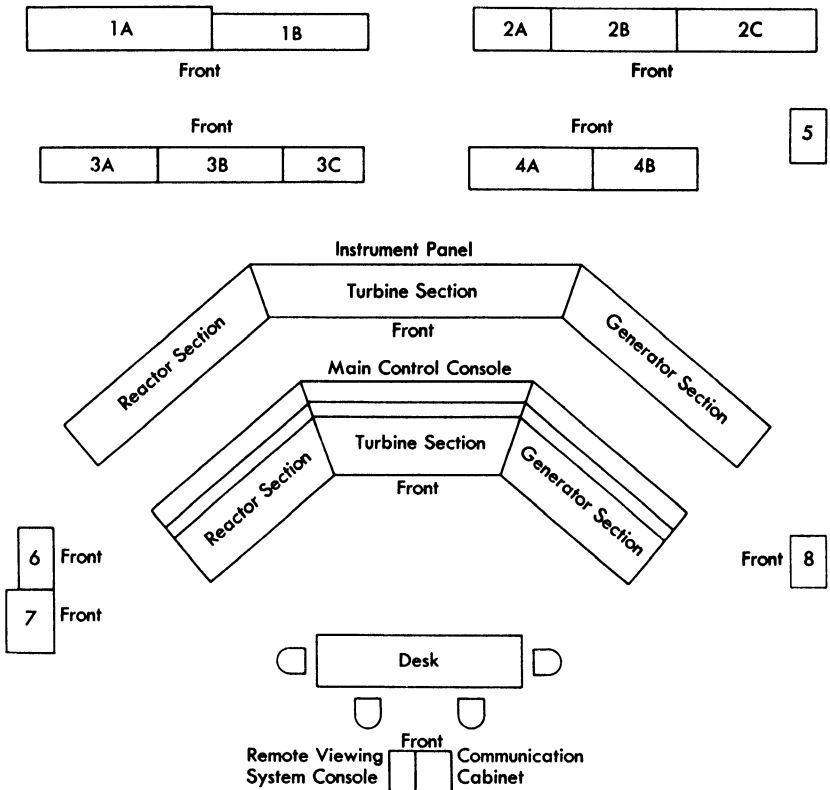 1A 1B 2A 2B 2C
Front Front
5
Front Front
3A 3B 3C 4A 4B
Instrument Panel
Turbine Section
Reactor Section
Generator Section
Front
Main Control Console
Turbine Section
Reactor Section
Generator Section
Front
6 Front
Front 8
7 Front
Desk
Front
Remote Viewing
System Console
Communication
Cabinet